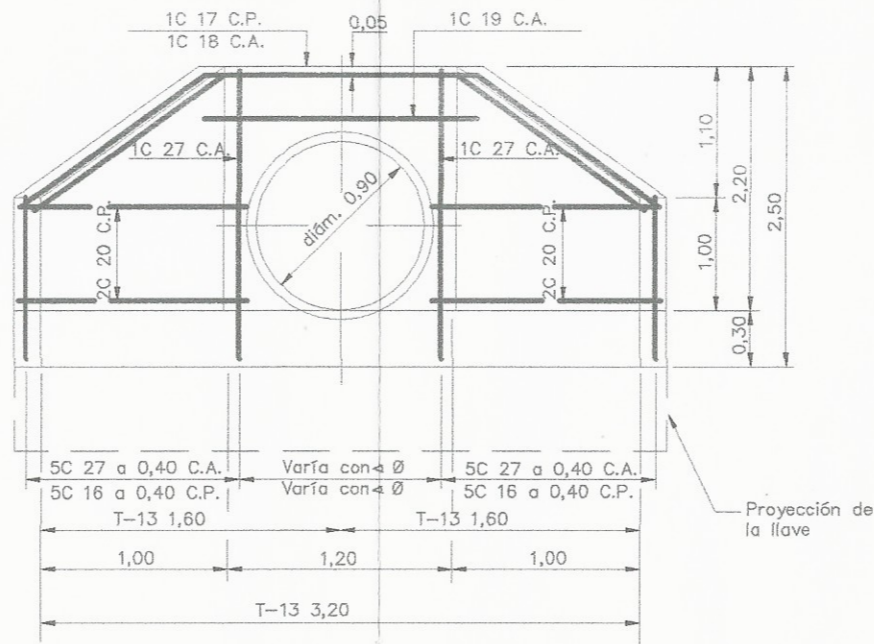 1C 17 C.P.
1C 18 C.A.
0,05
1C 19 C.A.
1C 27 C.A.
1C 27 C.A.
diám. 0,90
2C 20 C.P.
2C 20 C.P.
1,10
1,00
2,20
0,30
2,50
5C 27 a 0,40 C.A.
5C 16 a 0,40 C.P.
Varía con ∢ Ø
Varía con ∢ Ø
5C 27 a 0,40 C.A.
5C 16 a 0,40 C.P.
Proyección de
la llave
T-13 1,60
T-13 1,60
1,00
1,20
1,00
T-13 3,20